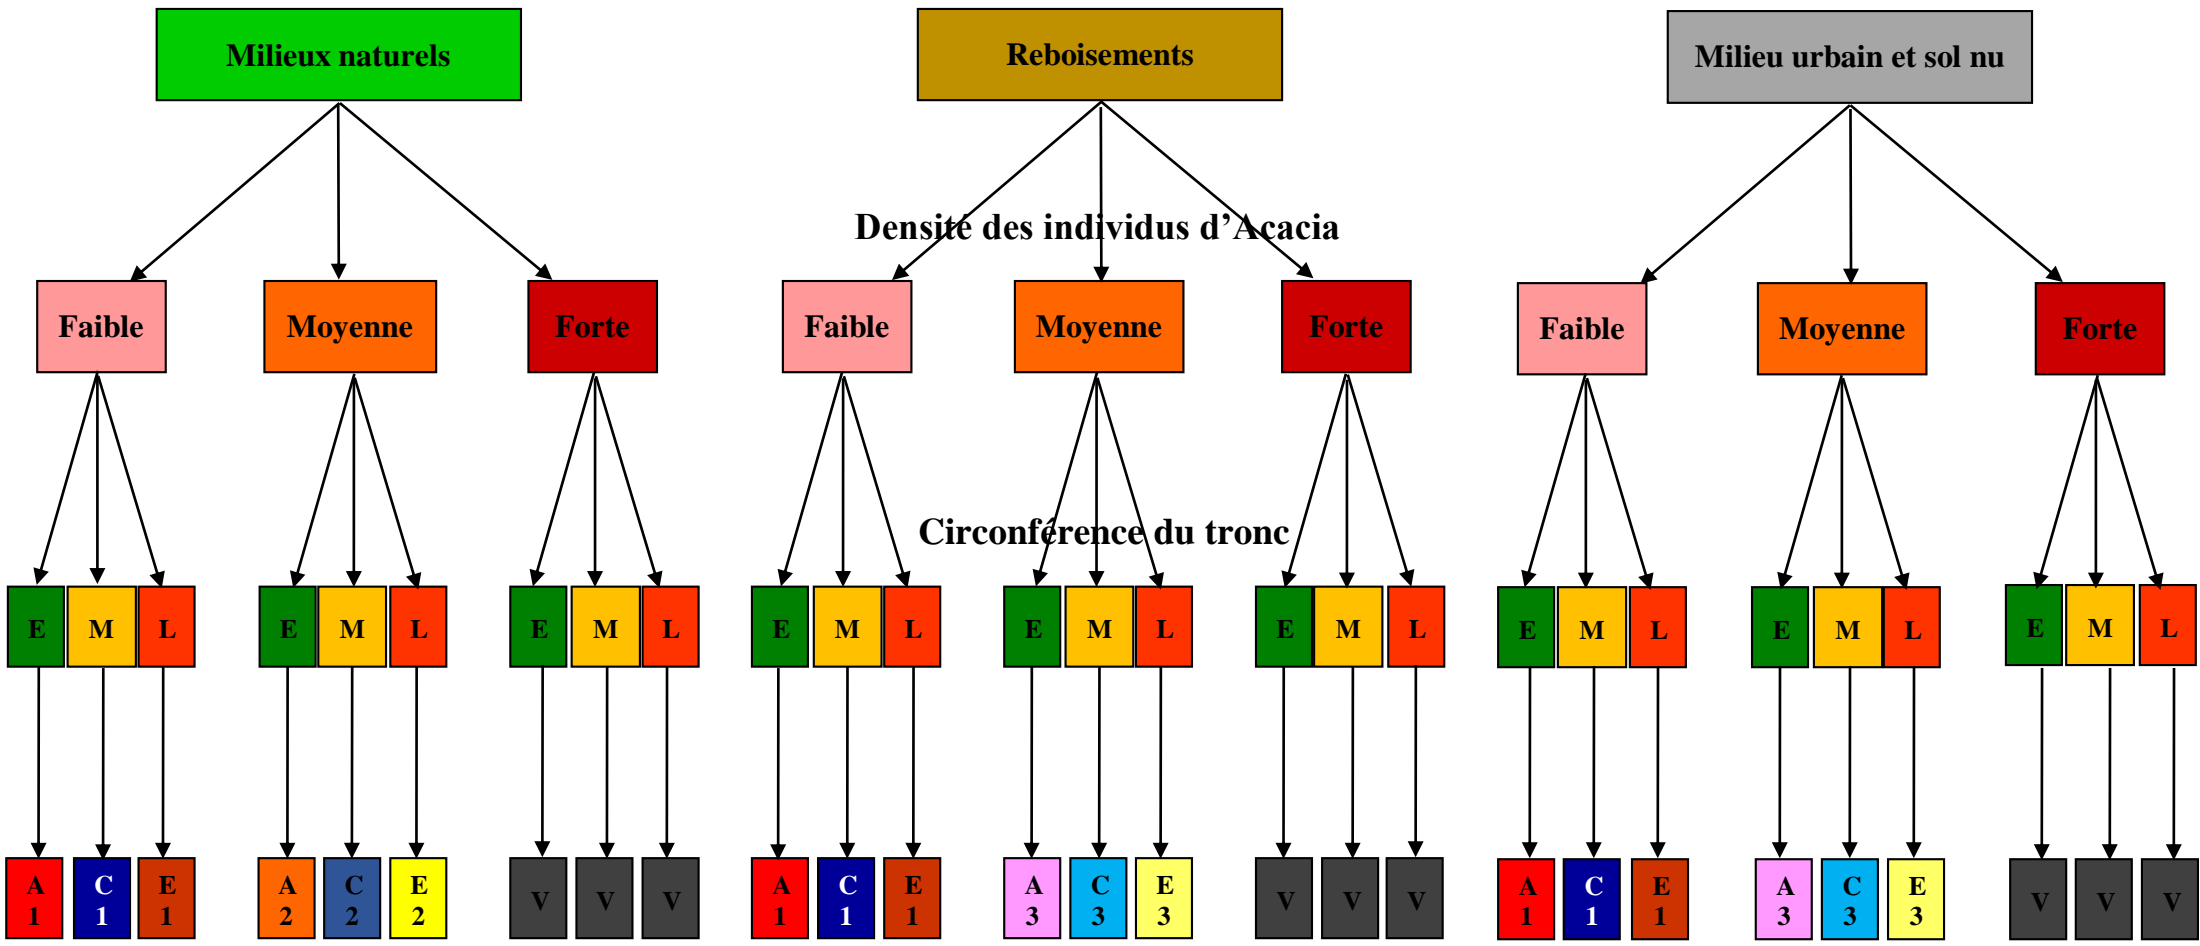 Milieux naturels
Reboisements
Milieu urbain et sol nu
Densité des individus d’Acacia
Faible
Moyenne
Forte
Faible
Moyenne
Forte
Faible
Moyenne
Forte
Circonférence du tronc
E
M
L
E
M
L
E
M
L
E
M
L
E
M
L
E
M
L
E
M
L
E
M
L
E
M
L
A
1
C
1
E
1
A
2
C
2
E
2
V
V
V
A
1
C
1
E
1
A
3
C
3
E
3
V
V
V
A
1
C
1
E
1
A
3
C
3
E
3
V
V
V